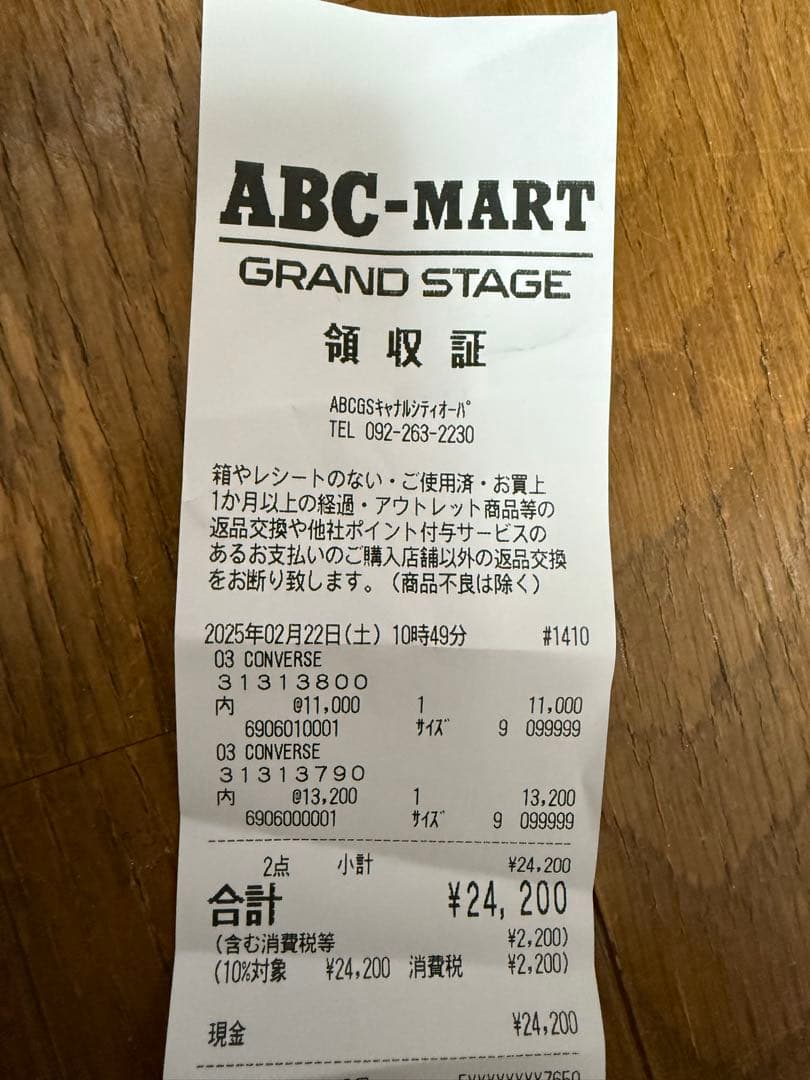 ABC-MART
GRAND STAGE
領収証
ABCGSキャナルシティオーパ
TEL 092-263-2230
箱やレシートのない・ご使用済・お買上
1か月以上の経過・アウトレット商品等の
返品交換や他社ポイント付与サービスの
あるお支払いのご購入店舗以外の返品交換
をお断り致します。（商品不良は除く）
2025年02月22日(土) 10時49分 #1410
03 CONVERSE
31313800
内 @11,000 1 11,000
6906010001 サイズ 9 099999
03 CONVERSE
31313790
内 @13,200 1 13,200
6906000001 サイズ 9 099999
2点 小計 ¥24,200
合計 ¥24,200
(含む消費税等 ¥2,200)
(10%対象 ¥24,200 消費税 ¥2,200)
現金 ¥24,200